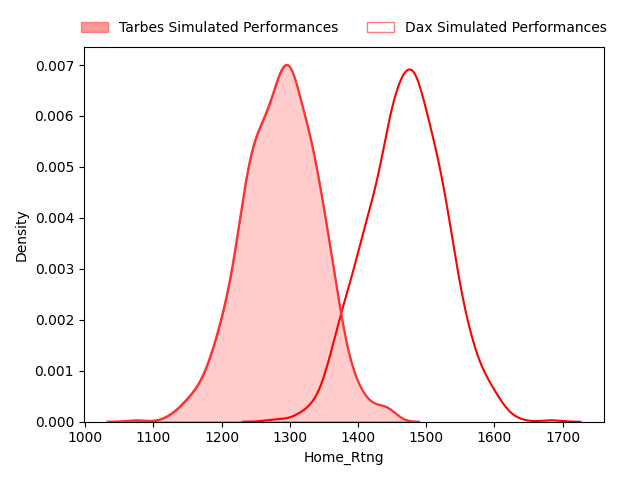 Tarbes Simulated Performances Dax Simulated Performances
0.007
0.006
0.005
0.004
0.003
0.002
0.001
0.000
Density
1000 1100 1200 1300 1400 1500 1600 1700
Home_Rtng